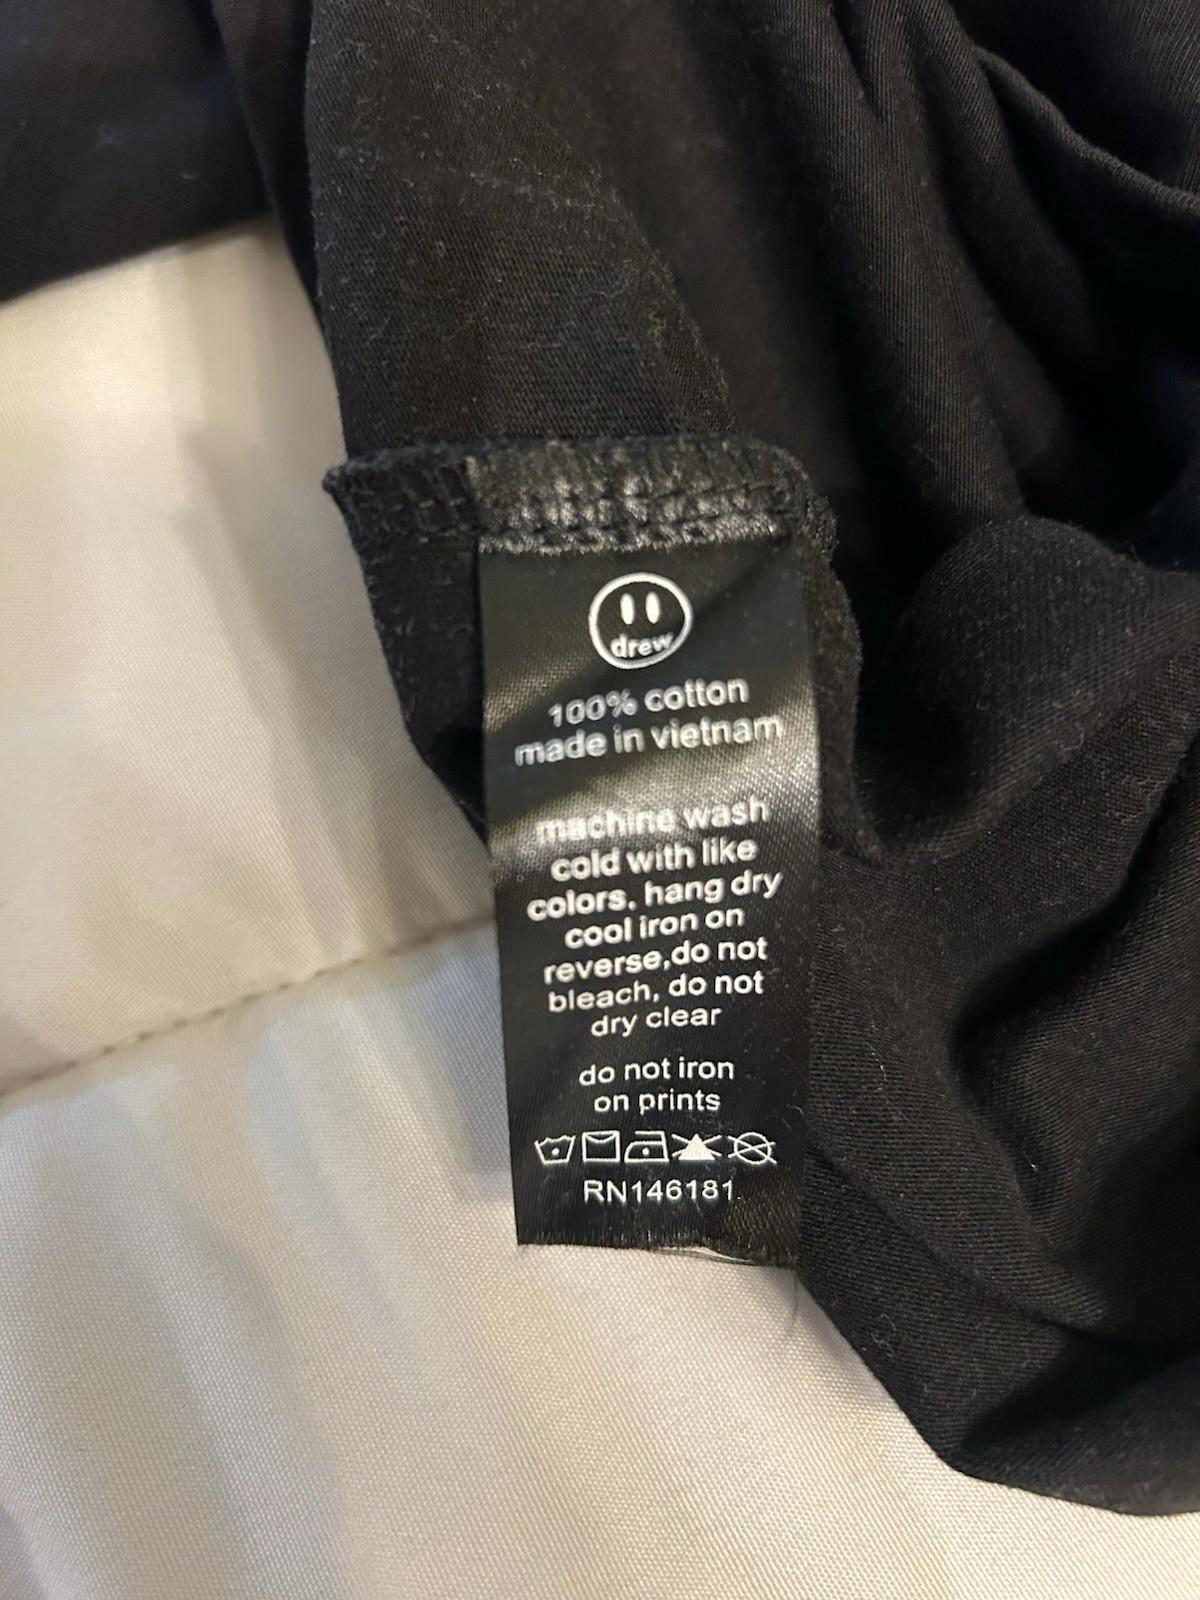 drew
100% cotton
made in vietnam
machine wash
cold with like
colors. hang dry
cool iron on
reverse,do not
bleach, do not
dry clear
do not iron
on prints
RN146181